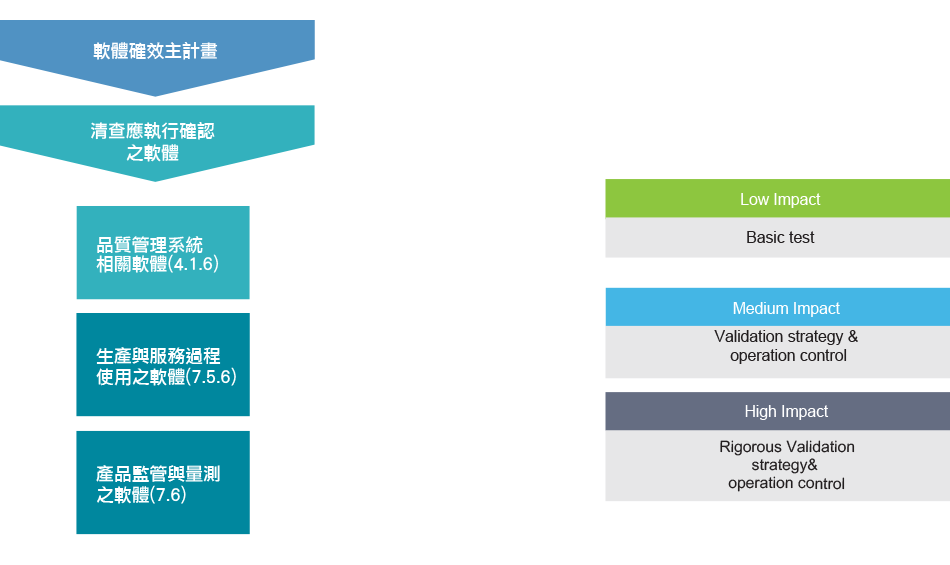 軟體確效主計畫
清查應執行確認
之軟體
品質管理系統
相關軟體(4.1.6)
生產與服務過程
使用之軟體(7.5.6)
產品監管與量測
之軟體(7.6)
Low Impact
Basic test
Medium Impact
Validation strategy &
operation control
High Impact
Rigorous Validation
strategy&
operation control